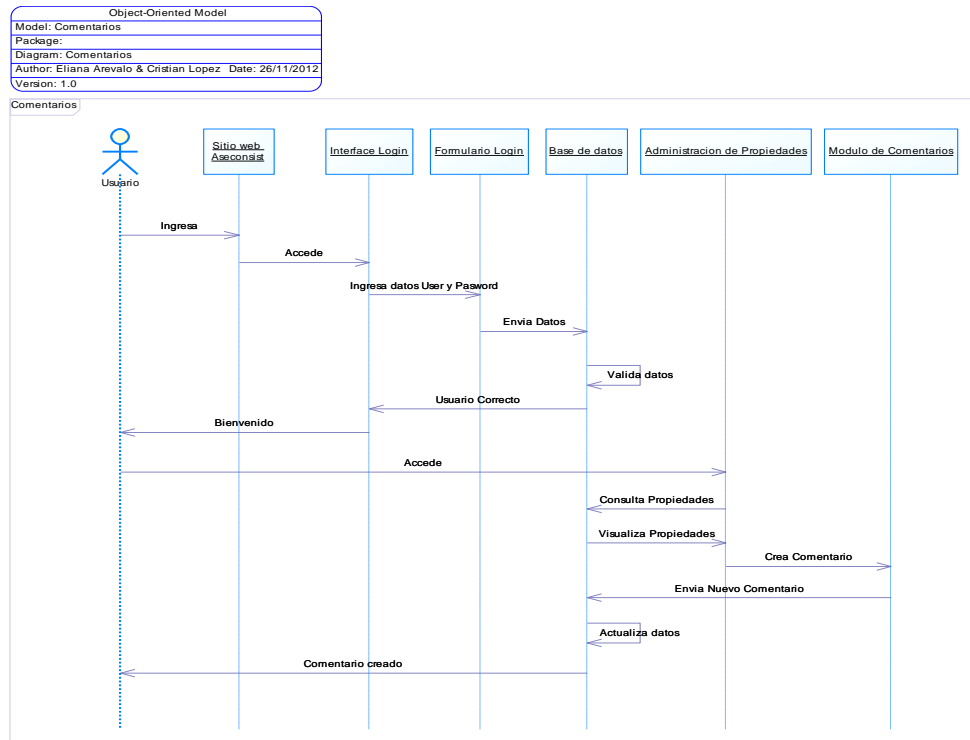 Object-Oriented Model
Model: Comentarios
Package:
Diagram: Comentarios
Author: Eliana Arevalo & Cristian Lopez Date: 26/11/2012
Version: 1.0
Comentarios
Usuario
Sitio web
Aseconsist
Interface Login
Formulario Login
Base de datos
Administracion de Propiedades
Modulo de Comentarios
Ingresa
Accede
Ingresa datos User y Pasword
Envia Datos
Valida datos
Usuario Correcto
Bienvenido
Accede
Consulta Propiedades
Visualiza Propiedades
Crea Comentario
Envia Nuevo Comentario
Actualiza datos
Comentario creado